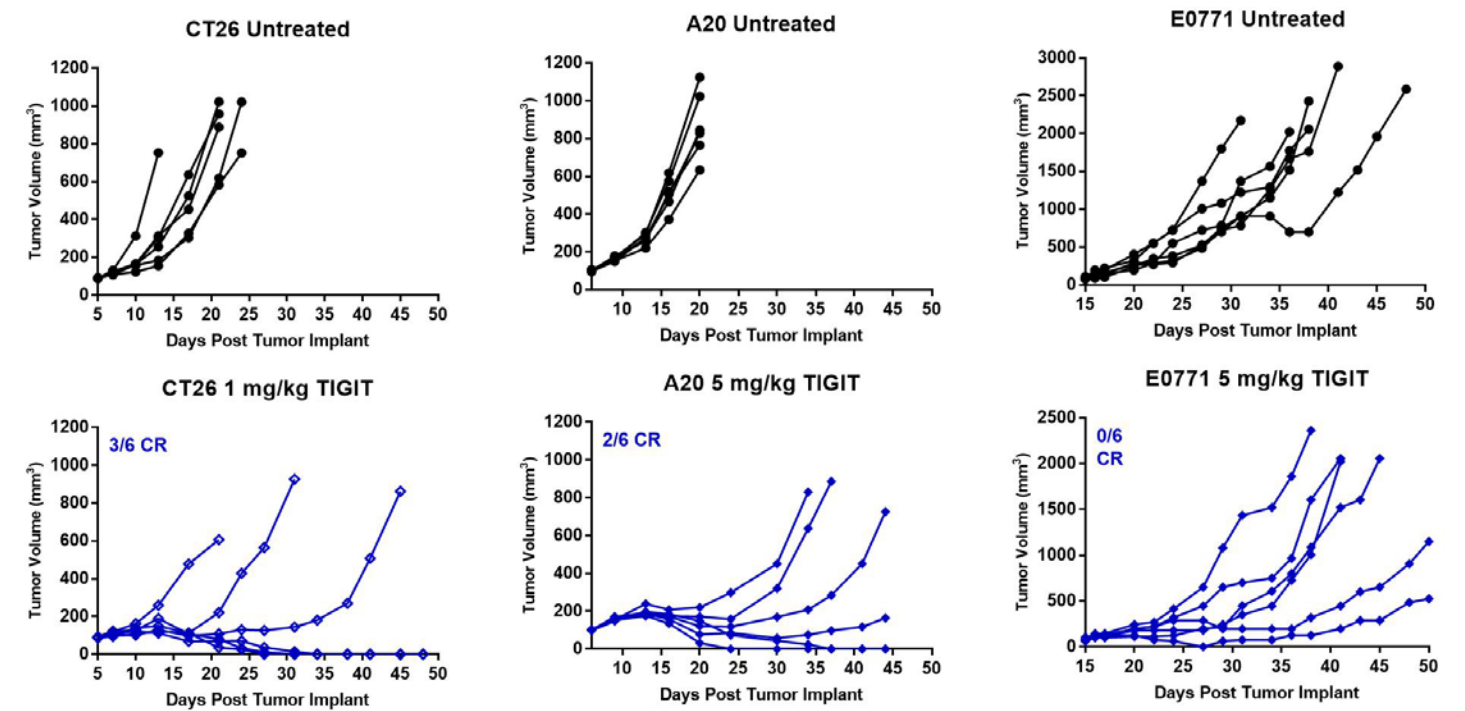 CT26 Untreated
Tumor Volume (mm³)
1200
1000
800
600
400
200
0
5 10 15 20 25 30 35 40 45 50
Days Post Tumor Implant
A20 Untreated
Tumor Volume (mm³)
1200
1000
800
600
400
200
0
10 15 20 25 30 35 40 45 50
Days Post Tumor Implant
E0771 Untreated
Tumor Volume (mm³)
3000
2500
2000
1500
1000
500
0
15 20 25 30 35 40 45 50
Days Post Tumor Implant
CT26 1 mg/kg TIGIT
3/6 CR
Tumor Volume (mm³)
1200
1000
800
600
400
200
0
5 10 15 20 25 30 35 40 45 50
Days Post Tumor Implant
A20 5 mg/kg TIGIT
2/6 CR
Tumor Volume (mm³)
1200
1000
800
600
400
200
0
10 15 20 25 30 35 40 45 50
Days Post Tumor Implant
E0771 5 mg/kg TIGIT
0/6
CR
Tumor Volume (mm³)
2500
2000
1500
1000
500
0
15 20 25 30 35 40 45 50
Days Post Tumor Implant